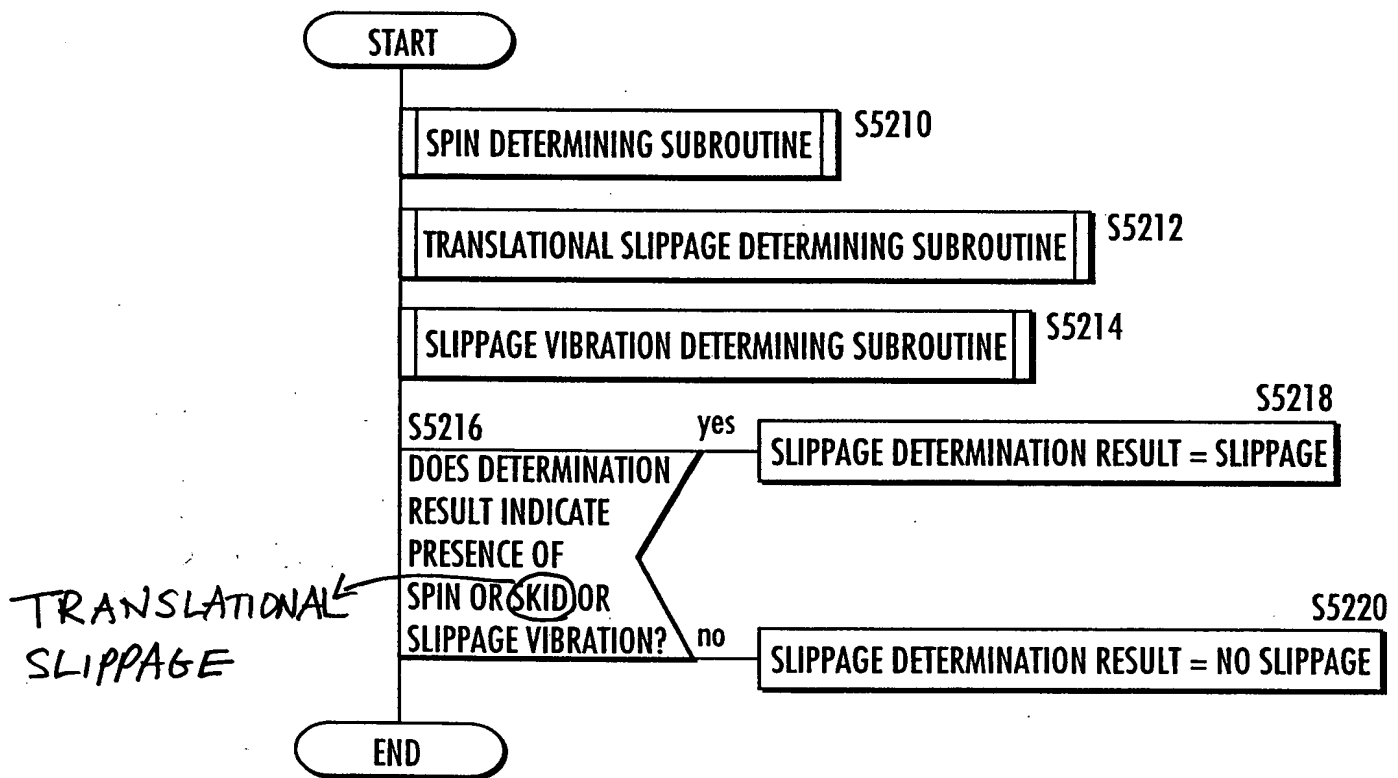 START
SPIN DETERMINING SUBROUTINE
S5210
TRANSLATIONAL SLIPPAGE DETERMINING SUBROUTINE
S5212
SLIPPAGE VIBRATION DETERMINING SUBROUTINE
S5214
S5216
DOES DETERMINATION
RESULT INDICATE
PRESENCE OF
SPIN OR SKID OR
SLIPPAGE VIBRATION?
TRANSLATIONAL
SLIPPAGE
yes
S5218
SLIPPAGE DETERMINATION RESULT = SLIPPAGE
no
S5220
SLIPPAGE DETERMINATION RESULT = NO SLIPPAGE
END